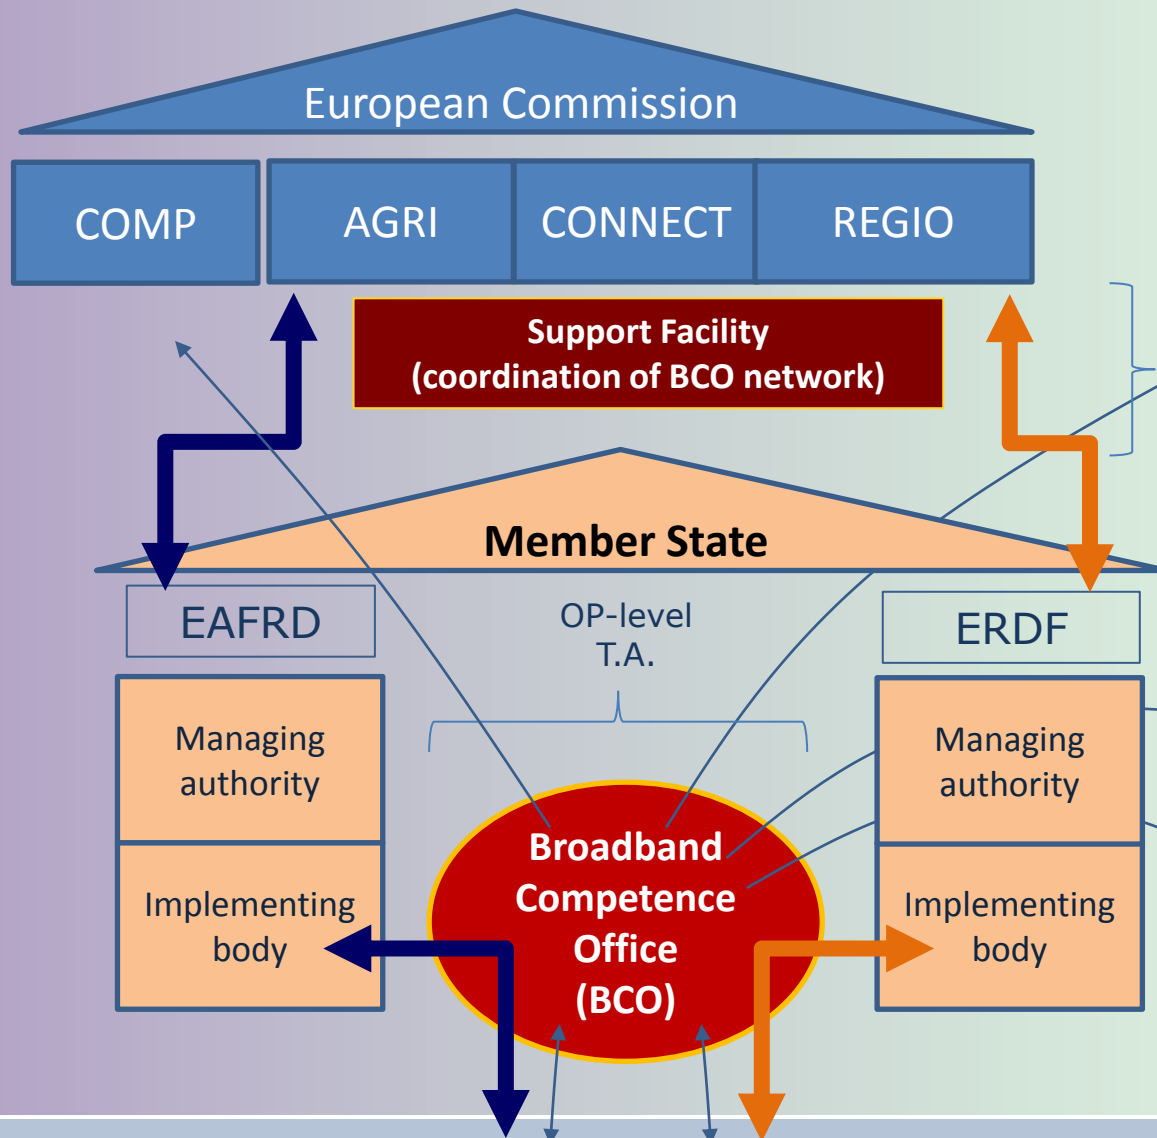 European Commission
COMP
AGRI
CONNECT
REGIO
Support Facility
(coordination of BCO network)
Member State
EAFRD
OP-level
T.A.
ERDF
Managing
authority
Managing
authority
Broadband
Competence
Office
(BCO)
Implementing
body
Implementing
body